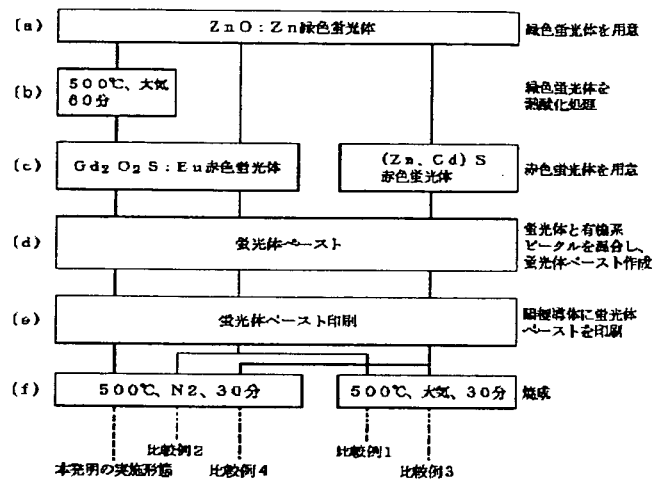 (a)
ZnO:Zn緑色蛍光体
緑色蛍光体を用意
(b)
500℃、大気
60分
緑色蛍光体を
熱酸化処理
(c)
Gd₂O₂S:Eu赤色蛍光体
(Zn、Cd)S
赤色蛍光体
赤色蛍光体を用意
(d)
蛍光体ペースト
蛍光体と有機系
ビークルを混合し、
蛍光体ペースト作成
(e)
蛍光体ペースト印刷
陽極導体に蛍光体
ペーストを印刷
(f)
500℃、N2、30分
500℃、大気、30分
焼成
比較例2
比較例1
本発明の実施形態
比較例4
比較例3